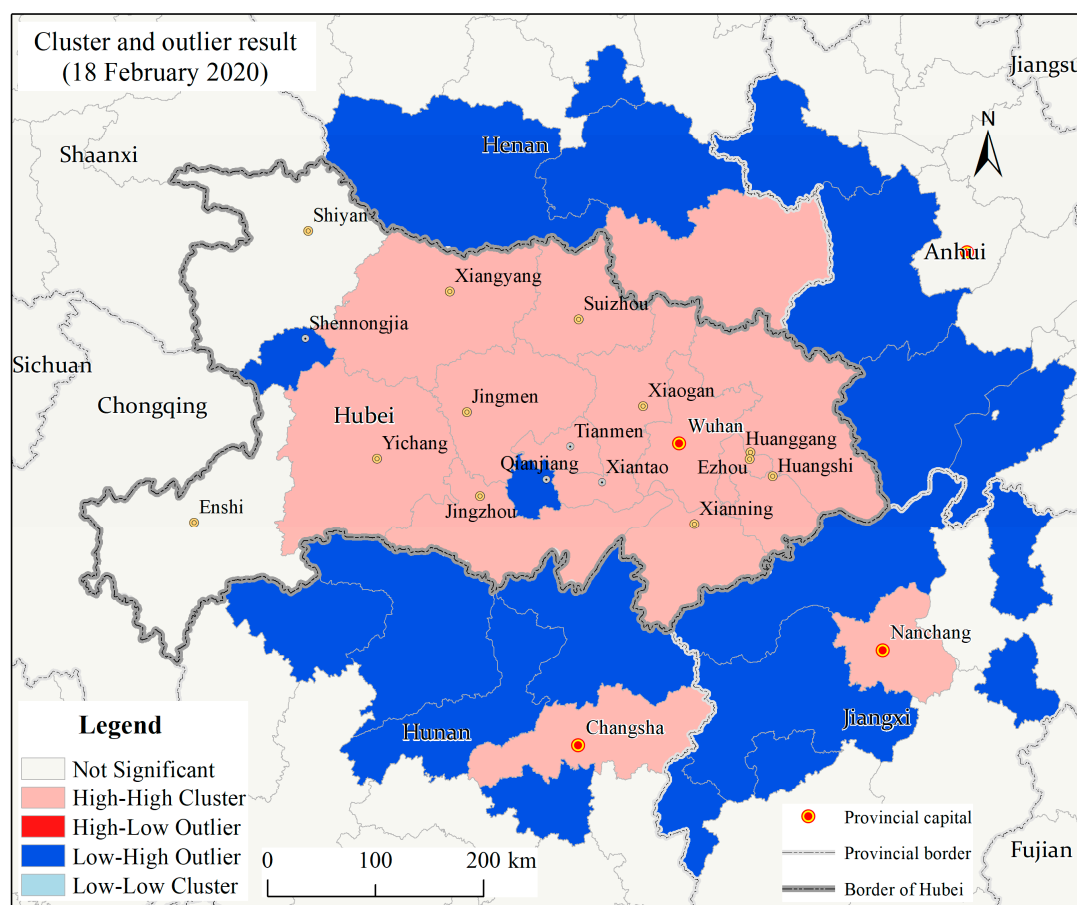 Cluster and outlier result
(18 February 2020)
Jiangsu
N
Henan
Shaanxi
Shiyan
Anhui
Xiangyang
Suizhou
Shennongjia
Sichuan
Chongqing
Jingmen
Xiaogan
Hubei
Wuhan
Tianmen
Huanggang
Yichang
Qianjiang
Xiantao
Ezhou
Huangshi
Enshi
Jingzhou
Xianning
Nanchang
Jiangxi
Changsha
Hunan
Legend
Not Significant
High-High Cluster
High-Low Outlier
Low-High Outlier
Low-Low Cluster
0 100 200 km
Provincial capital
Provincial border
Border of Hubei
Fujian